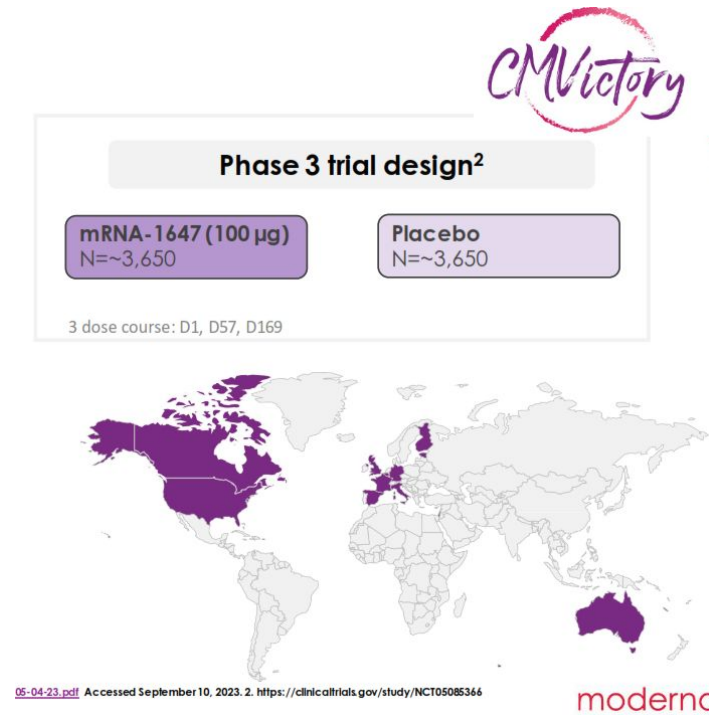 CMVictory
Phase 3 trial design²
mRNA-1647 (100 µg)
N=~3,650
Placebo
N=~3,650
3 dose course: D1, D57, D169
05-04-23.pdf Accessed September 10, 2023. 2. https://clinicaltrials.gov/study/NCT05085366
moderna